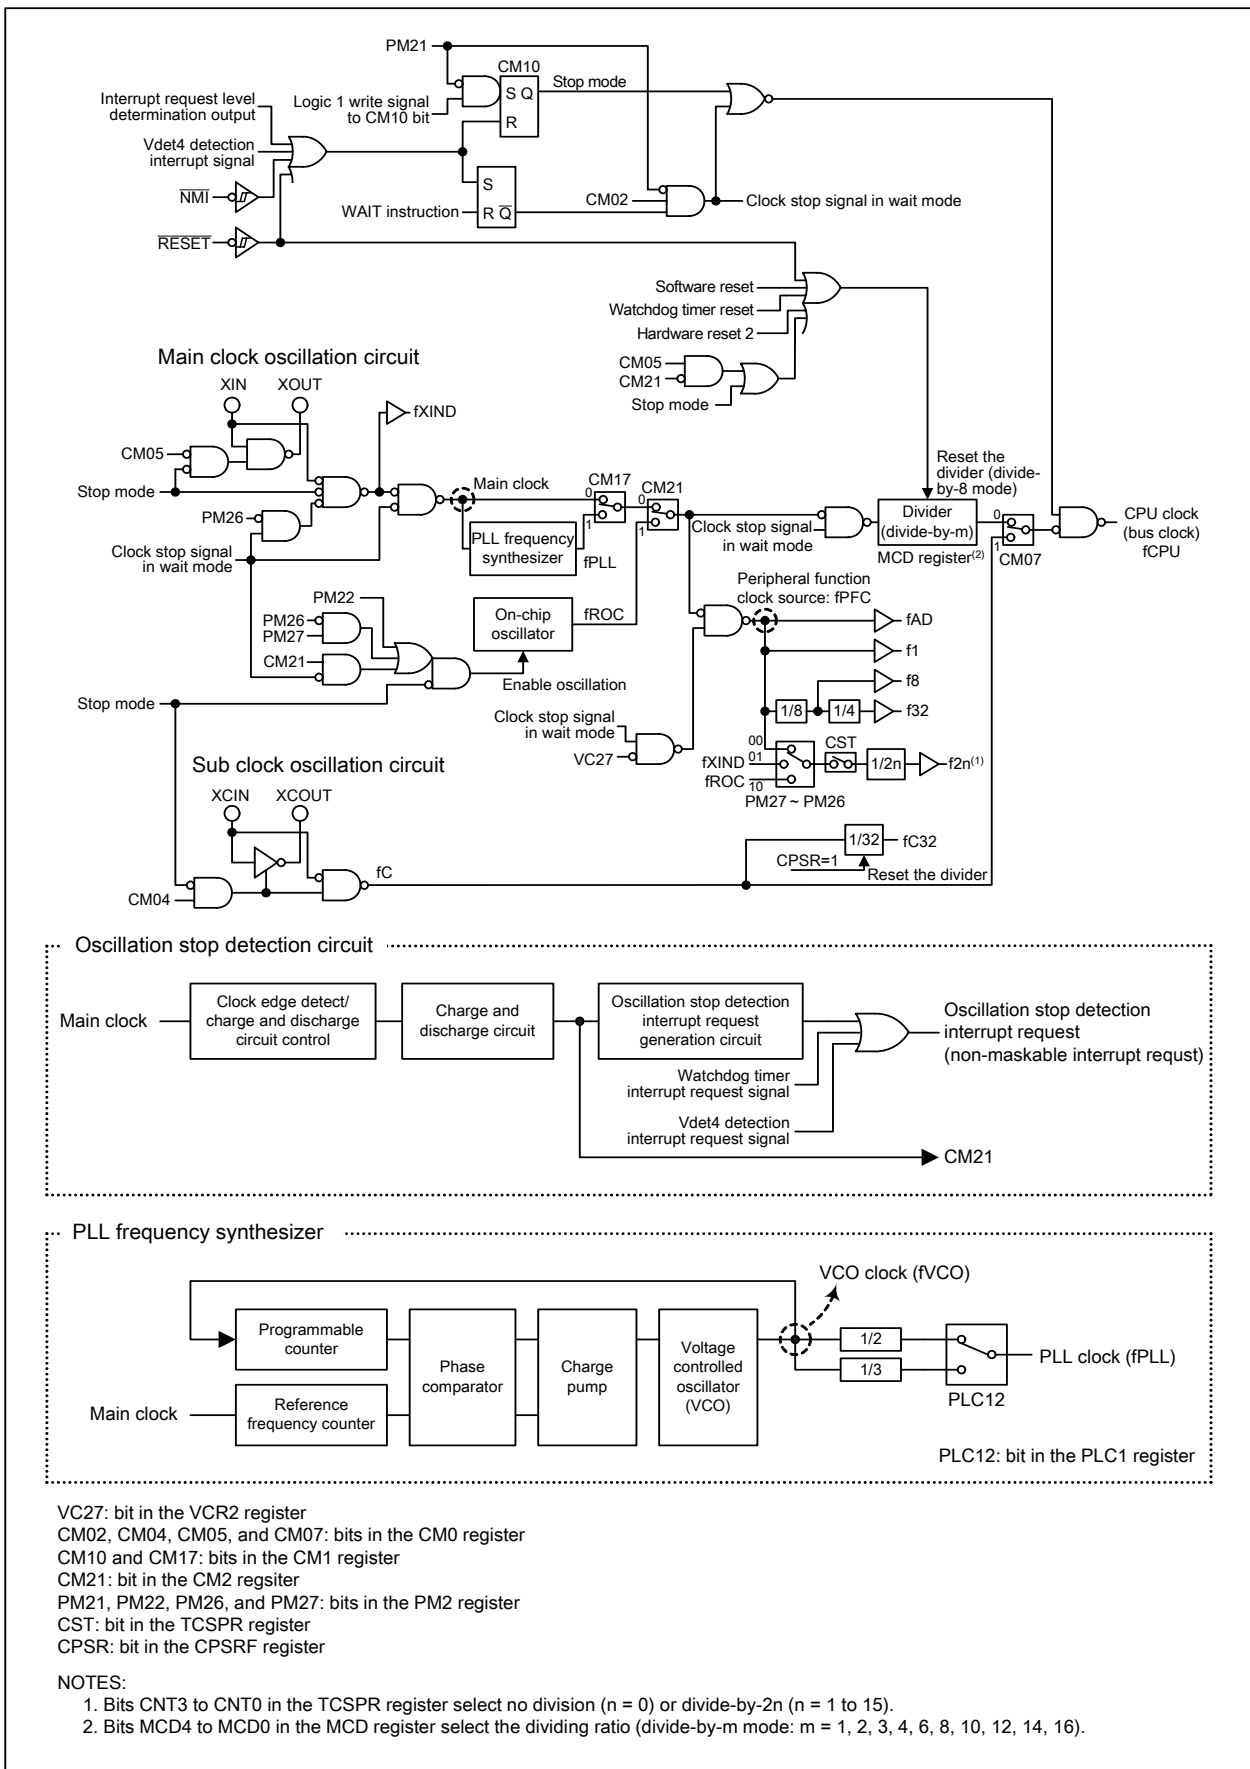 PM21
CM10
Stop mode
S Q
R
Logic 1 write signal
to CM10 bit
Interrupt request level
determination output
Vdet4 detection
interrupt signal
NMI
RESET
S
R Q
WAIT instruction
CM02
Clock stop signal in wait mode
Software reset
Watchdog timer reset
Hardware reset 2
CM05
CM21
Stop mode
Main clock oscillation circuit
XIN
XOUT
fXIND
CM05
Stop mode
PM26
Clock stop signal
in wait mode
Main clock
PLL frequency
synthesizer
fPLL
CM17
0
1
CM21
0
1
Clock stop signal
in wait mode
Reset the
divider (divide-
by-8 mode)
Divider
(divide-by-m)
MCD register(2)
0
1
CM07
CPU clock
(bus clock)
fCPU
PM22
PM26
PM27
CM21
On-chip
oscillator
fROC
Enable oscillation
Stop mode
Peripheral function
clock source: fPFC
fAD
f1
f8
1/8
1/4
f32
Clock stop signal
in wait mode
VC27
00
fXIND 01
fROC 10
PM27 ~ PM26
CST
1/2n
f2n(1)
Sub clock oscillation circuit
XCIN
XCOUT
CM04
fC
1/32
fC32
CPSR=1
Reset the divider
Oscillation stop detection circuit
Main clock
Clock edge detect/
charge and discharge
circuit control
Charge and
discharge circuit
Oscillation stop detection
interrupt request
generation circuit
Watchdog timer
interrupt request signal
Vdet4 detection
interrupt request signal
Oscillation stop detection
interrupt request
(non-maskable interrupt requst)
CM21
PLL frequency synthesizer
VCO clock (fVCO)
Programmable
counter
Main clock
Reference
frequency counter
Phase
comparator
Charge
pump
Voltage
controlled
oscillator
(VCO)
1/2
1/3
PLC12
PLL clock (fPLL)
PLC12: bit in the PLC1 register
VC27: bit in the VCR2 register
CM02, CM04, CM05, and CM07: bits in the CM0 register
CM10 and CM17: bits in the CM1 register
CM21: bit in the CM2 regsiter
PM21, PM22, PM26, and PM27: bits in the PM2 register
CST: bit in the TCSPR register
CPSR: bit in the CPSRF register
NOTES:
1. Bits CNT3 to CNT0 in the TCSPR register select no division (n = 0) or divide-by-2n (n = 1 to 15).
2. Bits MCD4 to MCD0 in the MCD register select the dividing ratio (divide-by-m mode: m = 1, 2, 3, 4, 6, 8, 10, 12, 14, 16).